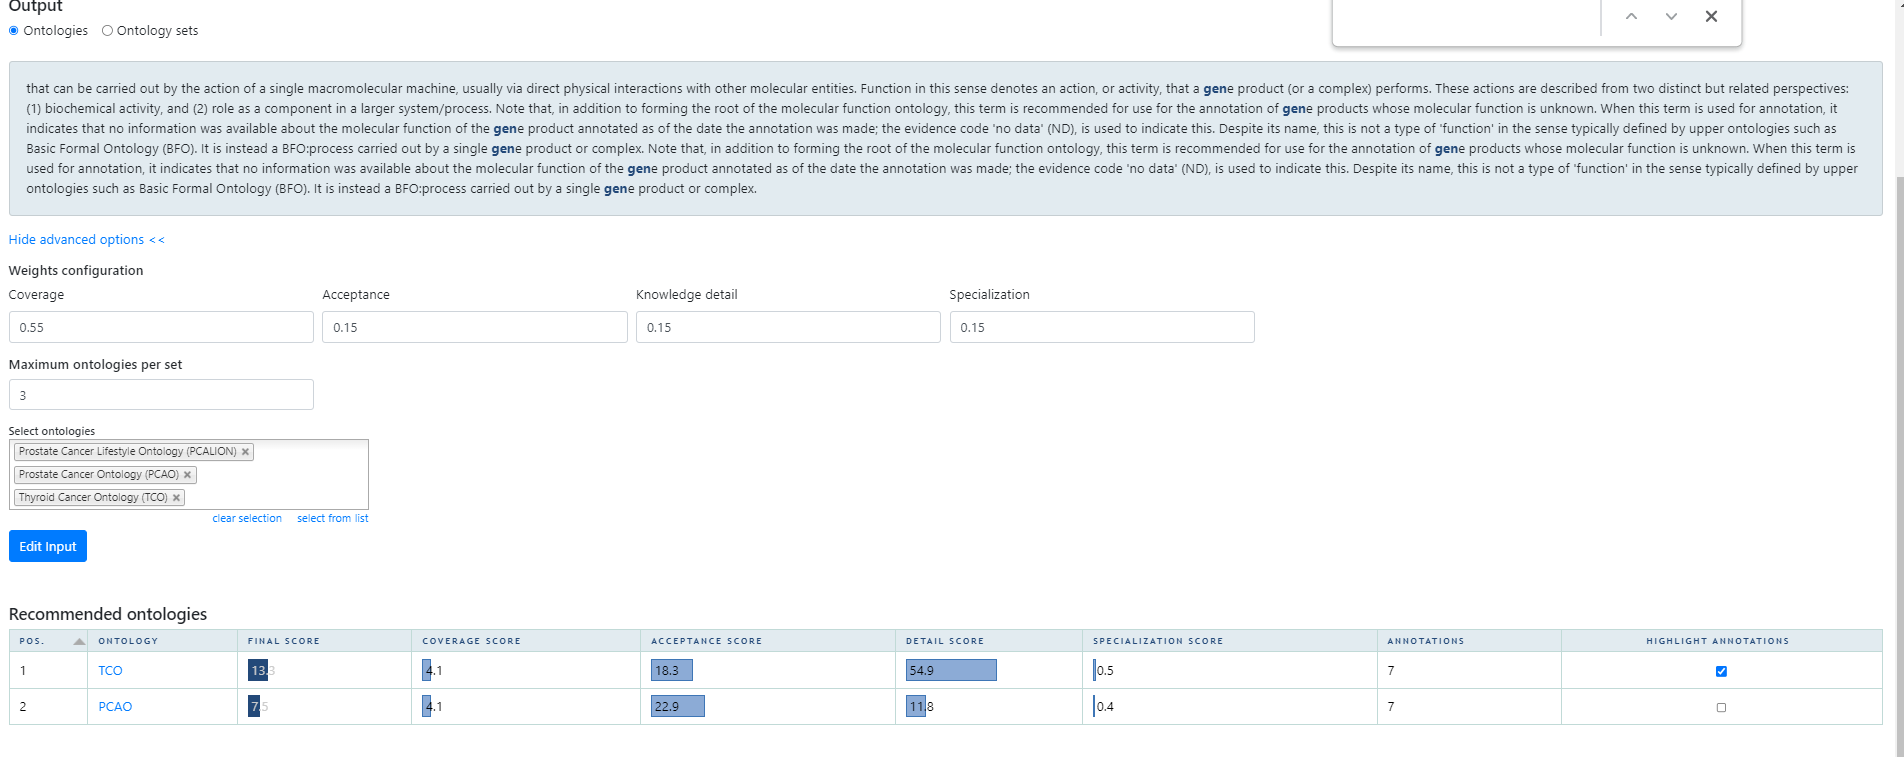 Output
Ontologies Ontology sets
that can be carried out by the action of a single macromolecular machine, usually via direct physical interactions with other molecular entities. Function in this sense denotes an action, or activity, that a gene product (or a complex) performs. These actions are described from two distinct but related perspectives:
(1) biochemical activity, and (2) role as a component in a larger system/process. Note that, in addition to forming the root of the molecular function ontology, this term is recommended for use for the annotation of gene products whose molecular function is unknown. When this term is used for annotation, it
indicates that no information was available about the molecular function of the gene product annotated as of the date the annotation was made; the evidence code 'no data' (ND), is used to indicate this. Despite its name, this is not a type of 'function' in the sense typically defined by upper ontologies such as
Basic Formal Ontology (BFO). It is instead a BFO:process carried out by a single gene product or complex. Note that, in addition to forming the root of the molecular function ontology, this term is recommended for use for the annotation of gene products whose molecular function is unknown. When this term is
used for annotation, it indicates that no information was available about the molecular function of the gene product annotated as of the date the annotation was made; the evidence code 'no data' (ND), is used to indicate this. Despite its name, this is not a type of 'function' in the sense typically defined by upper
ontologies such as Basic Formal Ontology (BFO). It is instead a BFO:process carried out by a single gene product or complex.
Hide advanced options <<
Weights configuration
Coverage Acceptance Knowledge detail Specialization
0.55 0.15 0.15 0.15
Maximum ontologies per set
3
Select ontologies
Prostate Cancer Lifestyle Ontology (PCALION)
Prostate Cancer Ontology (PCAO)
Thyroid Cancer Ontology (TCO)
clear selection select from list
Edit Input
Recommended ontologies
POS. ONTOLOGY FINAL SCORE COVERAGE SCORE ACCEPTANCE SCORE DETAIL SCORE SPECIALIZATION SCORE ANNOTATIONS HIGHLIGHT ANNOTATIONS
1 TCO 13.3 4.1 18.3 54.9 0.5 7
2 PCAO 7.5 4.1 22.9 11.8 0.4 7